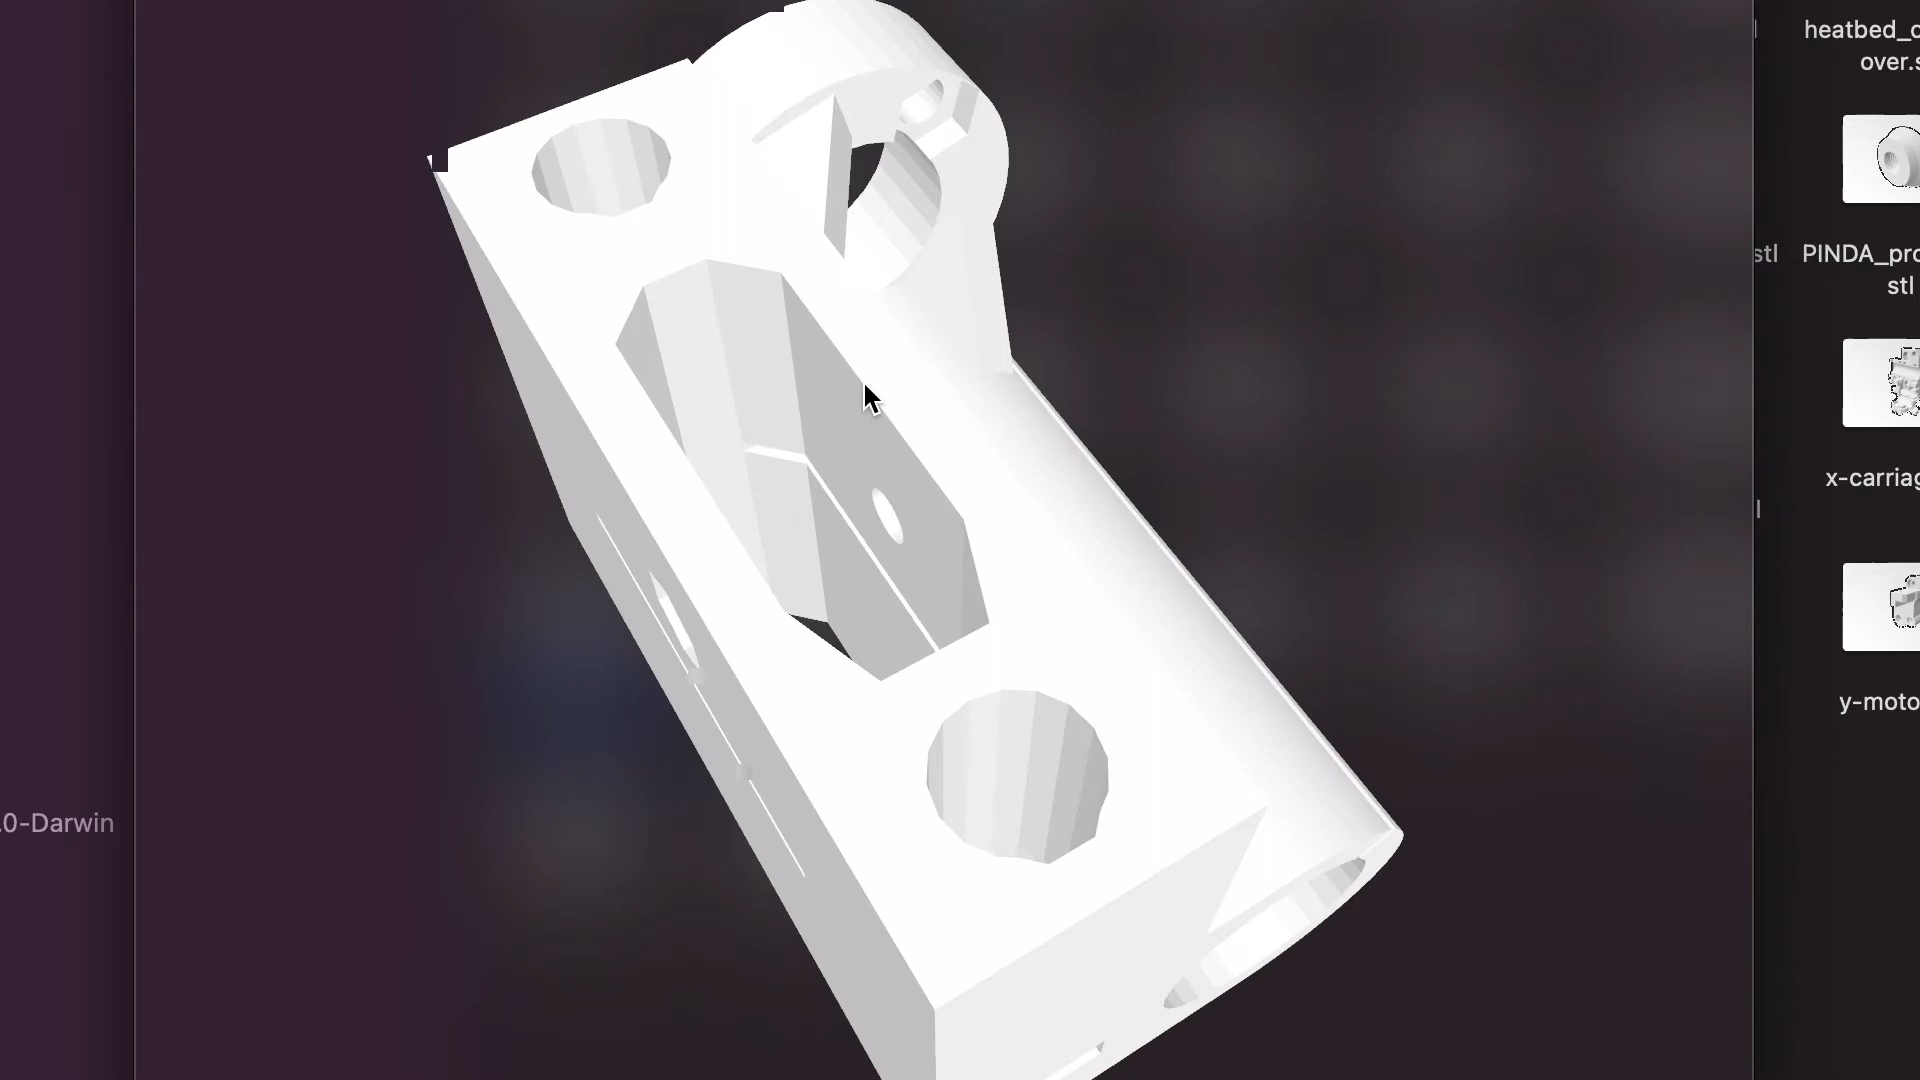 heatbed_c
over.s
stl
PINDA_pro
stl
x-carriag
y-moto
.0-Darwin